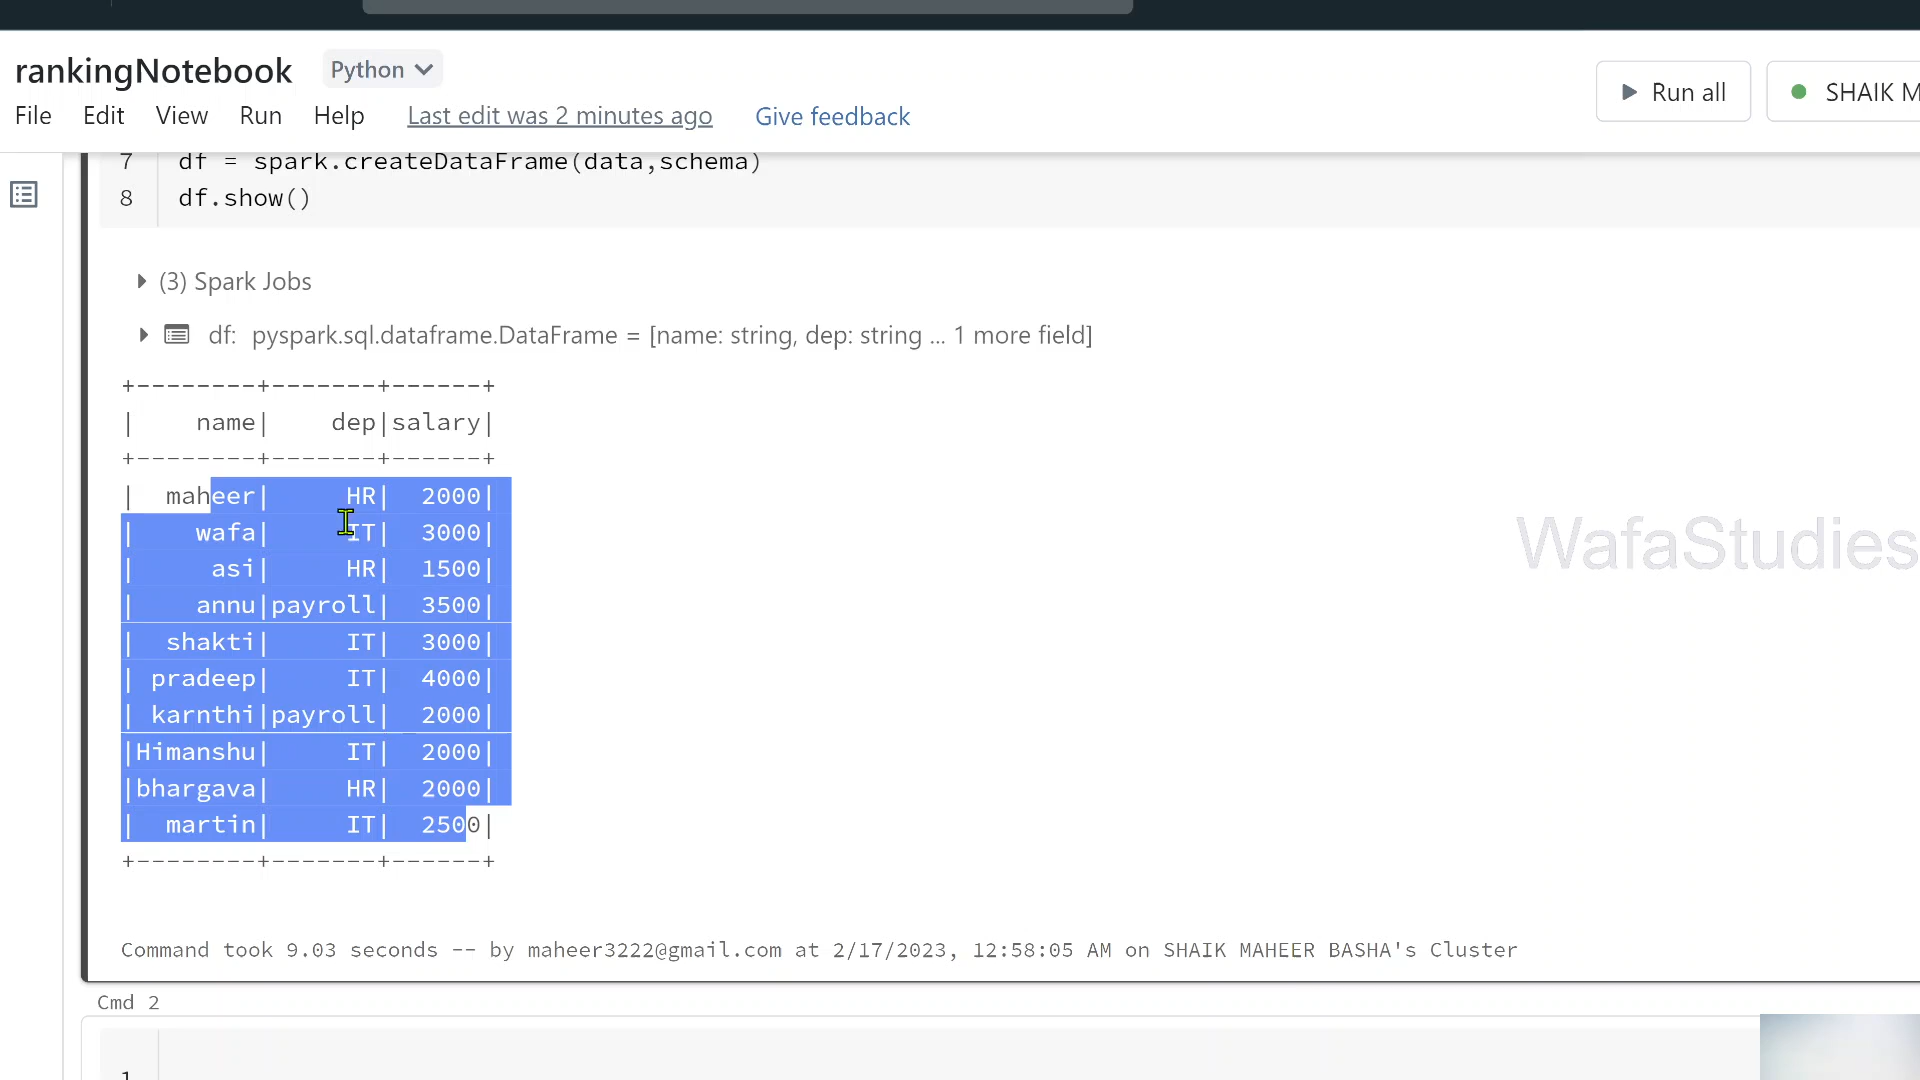 rankingNotebook Python
File Edit View Run Help Last edit was 2 minutes ago Give feedback
Run all SHAIK M
7 df = spark.createDataFrame(data,schema)
8 df.show()
(3) Spark Jobs
df: pyspark.sql.dataframe.DataFrame = [name: string, dep: string ... 1 more field]
+--------+-------+------+
|    name|    dep|salary|
+--------+-------+------+
|  maheer|     HR|  2000|
|    wafa|     IT|  3000|
|     asi|     HR|  1500|
|    annu|payroll|  3500|
|  shakti|     IT|  3000|
| pradeep|     IT|  4000|
| karnthi|payroll|  2000|
|Himanshu|     IT|  2000|
|bhargava|     HR|  2000|
|  martin|     IT|  2500|
+--------+-------+------+
WafaStudies
Command took 9.03 seconds -- by maheer3222@gmail.com at 2/17/2023, 12:58:05 AM on SHAIK MAHEER BASHA's Cluster
Cmd 2
1